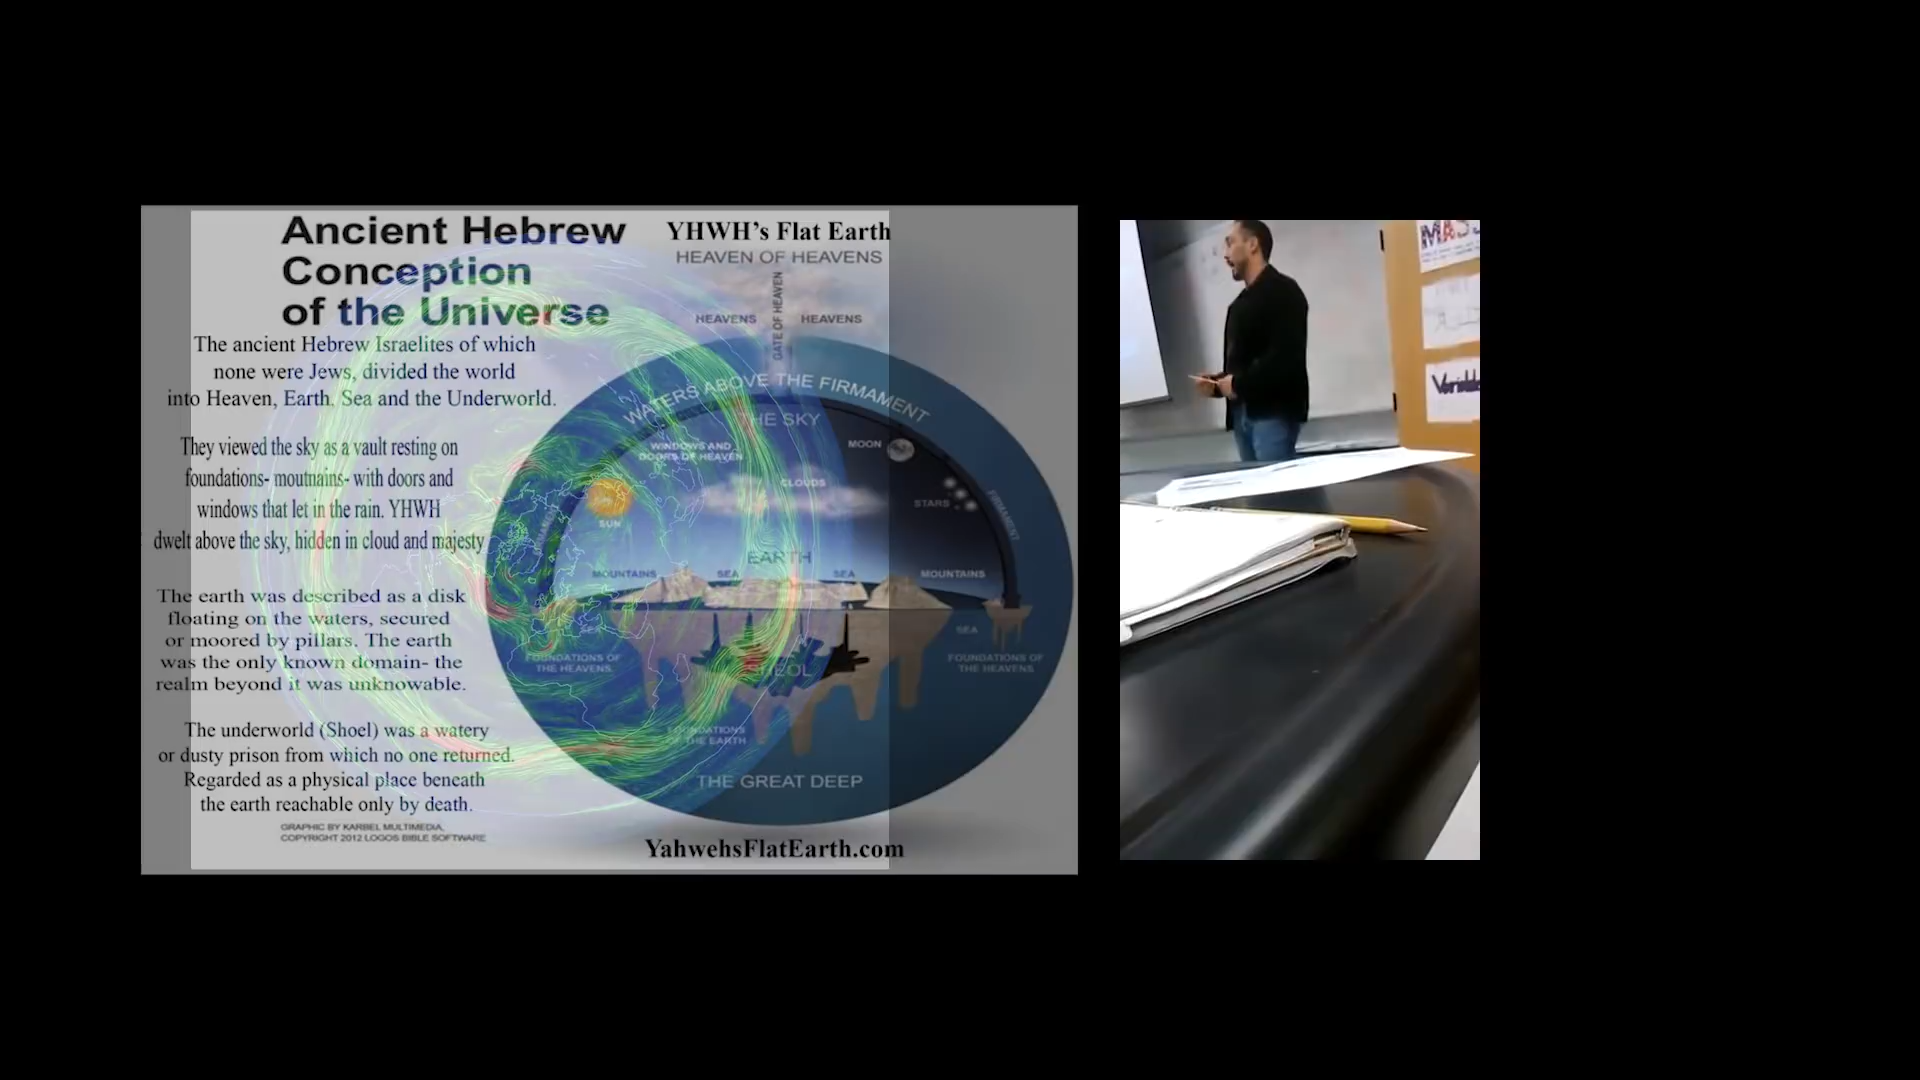 Ancient Hebrew
Conception
of the Universe
The ancient Hebrew Israelites of which
none were Jews, divided the world
into Heaven, Earth. Sea and the Underworld.
They viewed the sky as a vault resting on
foundations- moutnains- with doors and
windows that let in the rain. YHWH
dwelt above the sky, hidden in cloud and majesty
The earth was described as a disk
floating on the waters, secured
or moored by pillars. The earth
was the only known domain- the
realm beyond it was unknowable.
The underworld (Shoel) was a watery
or dusty prison from which no one returned.
Regarded as a physical place beneath
the earth reachable only by death.
GRAPHIC BY KARBEL MULTIMEDIA,
COPYRIGHT 2012 LOGOS BIBLE SOFTWARE
YHWH's Flat Earth
HEAVEN OF HEAVENS
HEAVENS
GATE OF HEAVEN
HEAVENS
WATERS ABOVE THE FIRMAMENT
THE SKY
WINDOWS AND
DOORS OF HEAVEN
MOON
CLOUDS
STARS
SUN
FIRMAMENT
EARTH
MOUNTAINS
SEA
SEA
MOUNTAINS
SEA
SEA
FOUNDATIONS OF
THE HEAVENS
SHEOL
FOUNDATIONS OF
THE HEAVENS
FOUNDATIONS
OF THE EARTH
THE GREAT DEEP
YahwehsFlatEarth.com
MAS